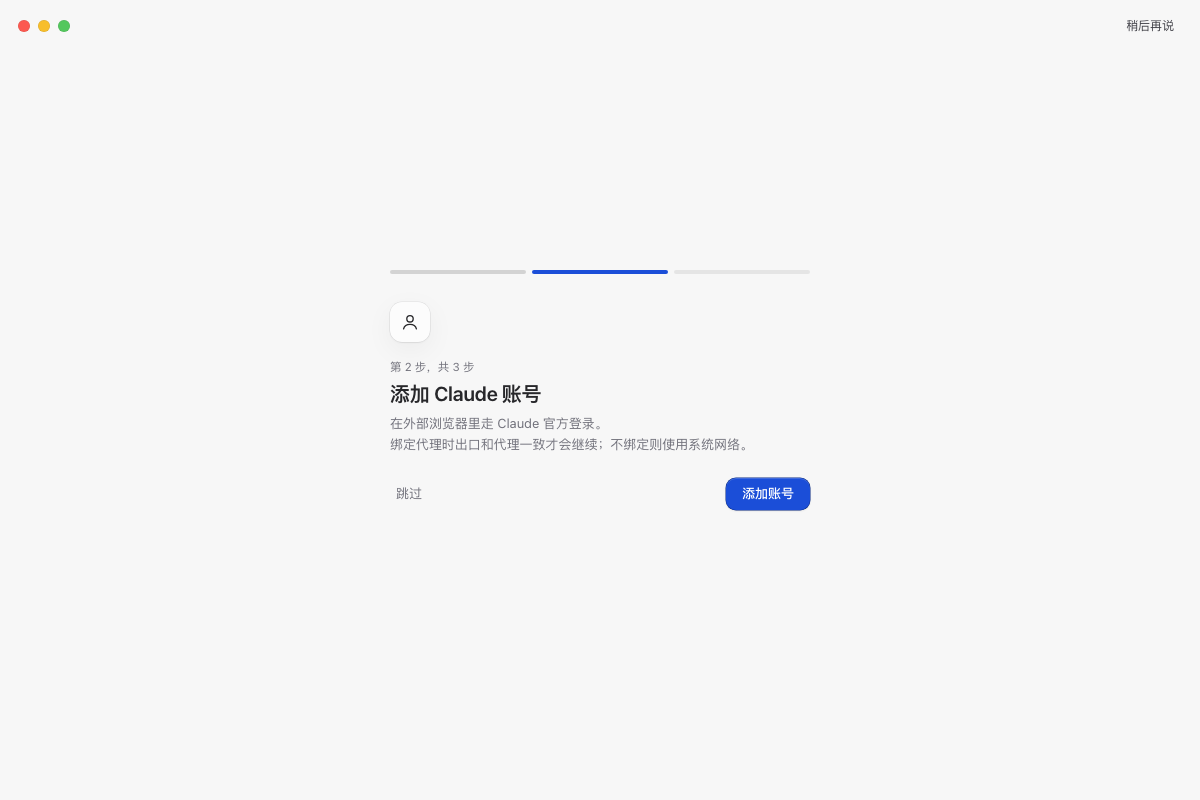 稍后再说
第 2 步，共 3 步
添加 Claude 账号
在外部浏览器里走 Claude 官方登录。
绑定代理时出口和代理一致才会继续；不绑定则使用系统网络。
跳过
添加账号